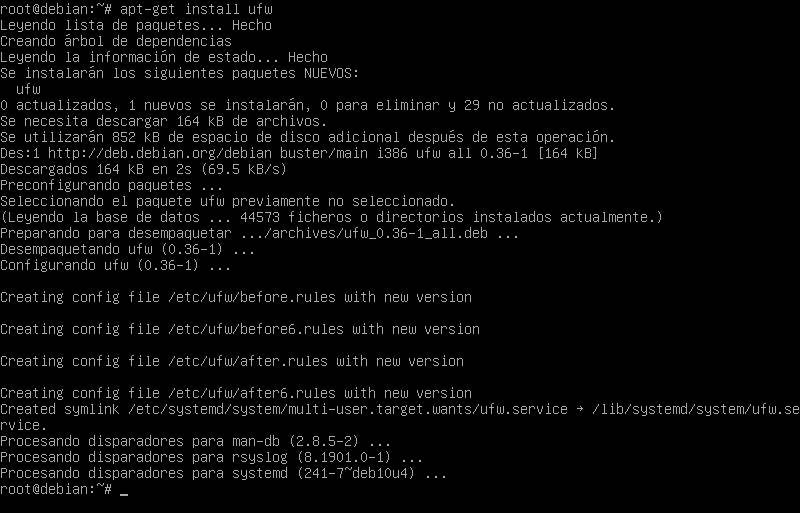 root@debian:~# apt-get install ufw
Leyendo lista de paquetes... Hecho
Creando árbol de dependencias
Leyendo la información de estado... Hecho
Se instalarán los siguientes paquetes NUEVOS:
  ufw
0 actualizados, 1 nuevos se instalarán, 0 para eliminar y 29 no actualizados.
Se necesita descargar 164 kB de archivos.
Se utilizarán 852 kB de espacio de disco adicional después de esta operación.
Des:1 http://deb.debian.org/debian buster/main i386 ufw all 0.36-1 [164 kB]
Descargados 164 kB en 2s (69.5 kB/s)
Preconfigurando paquetes ...
Seleccionando el paquete ufw previamente no seleccionado.
(Leyendo la base de datos ... 44573 ficheros o directorios instalados actualmente.)
Preparando para desempaquetar .../archives/ufw_0.36-1_all.deb ...
Desempaquetando ufw (0.36-1) ...
Configurando ufw (0.36-1) ...

Creating config file /etc/ufw/before.rules with new version

Creating config file /etc/ufw/before6.rules with new version

Creating config file /etc/ufw/after.rules with new version

Creating config file /etc/ufw/after6.rules with new version
Created symlink /etc/systemd/system/multi-user.target.wants/ufw.service → /lib/systemd/system/ufw.se
rvice.
Procesando disparadores para man-db (2.8.5-2) ...
Procesando disparadores para rsyslog (8.1901.0-1) ...
Procesando disparadores para systemd (241-7~deb10u4) ...
root@debian:~# _